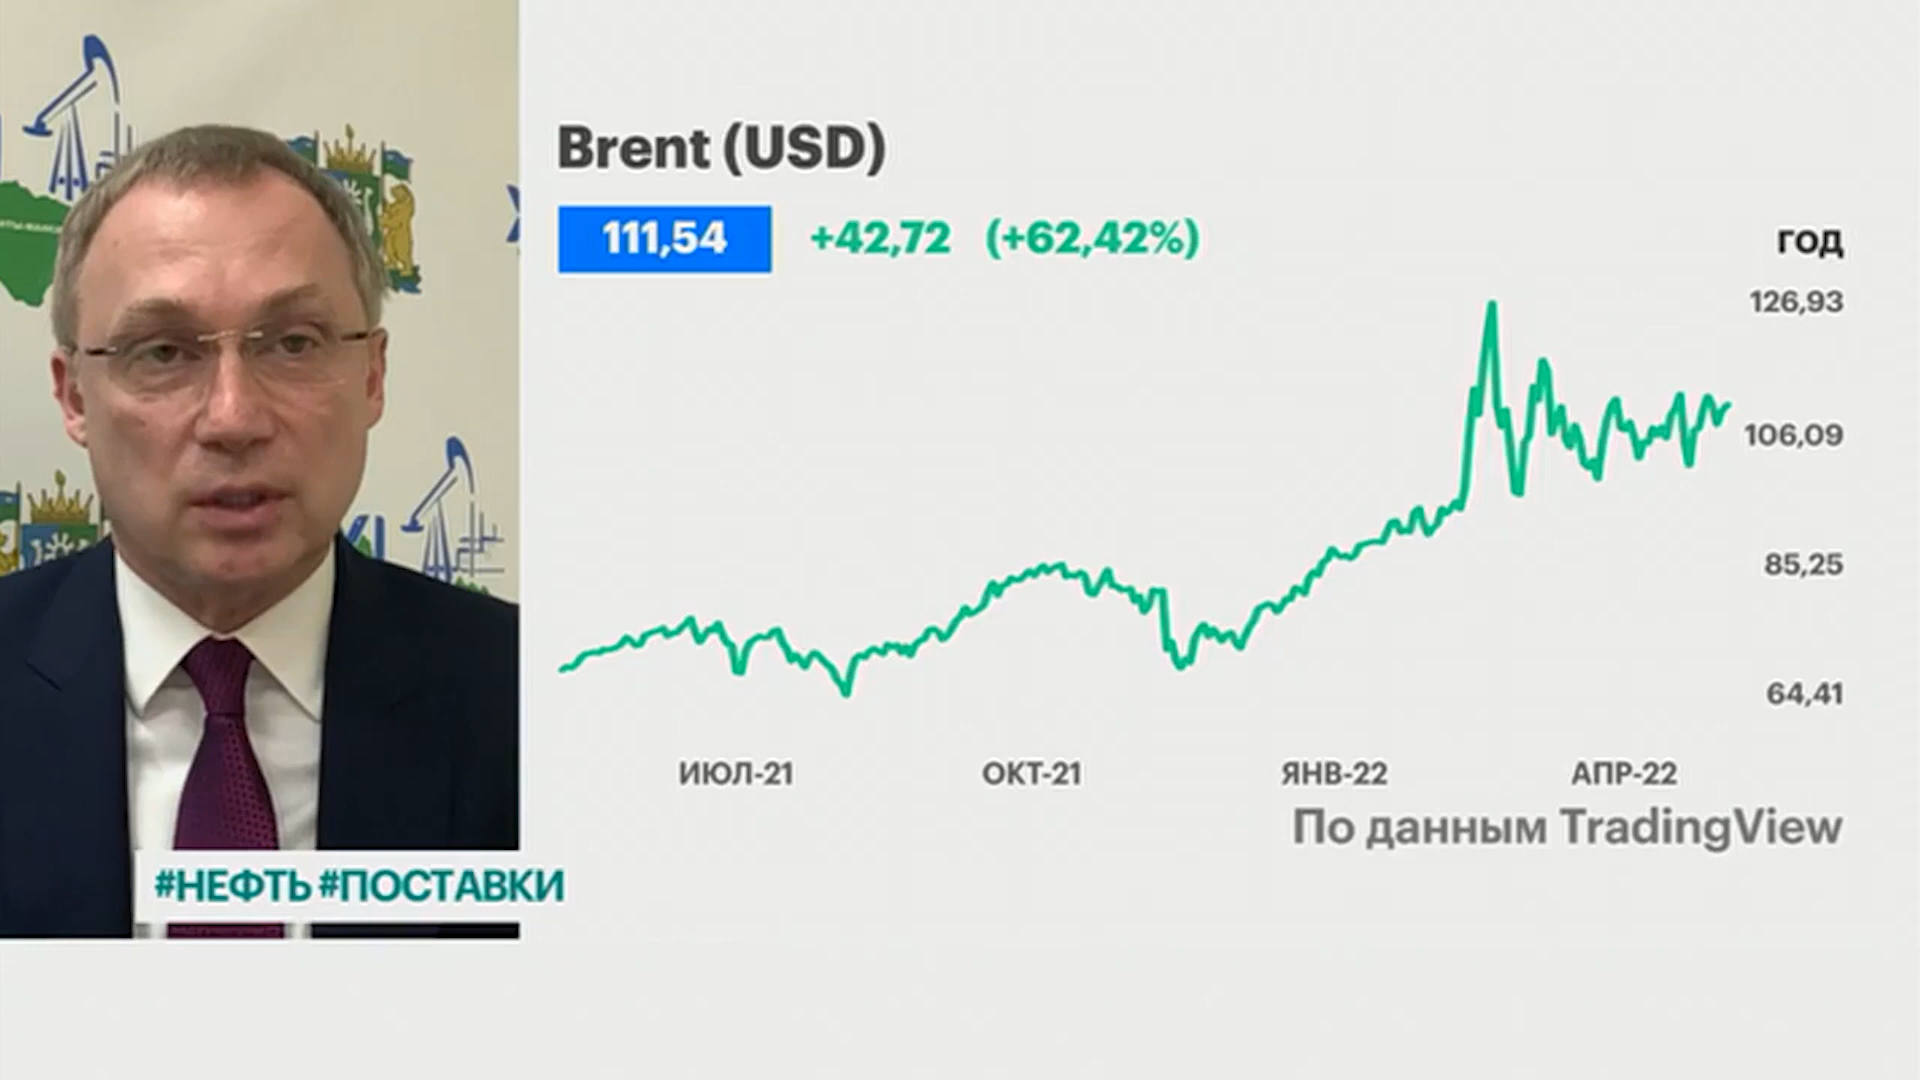 Brent (USD)
111,54 +42,72 (+62,42%)
ГОД
126,93
106,09
85,25
64,41
ИЮЛ-21 ОКТ-21 ЯНВ-22 АПР-22
По данным TradingView
#НЕФТЬ #ПОСТАВКИ